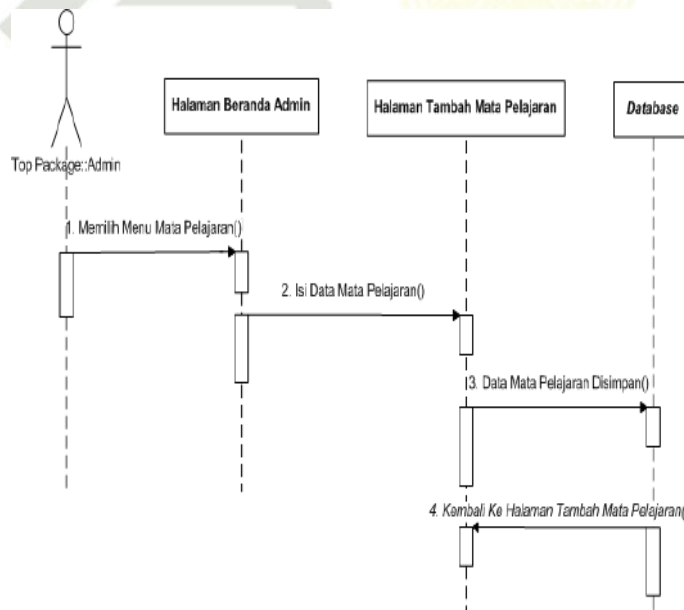 Halaman Beranda Admin
Halaman Tambah Mata Pelajaran
Database
Top Package::Admin
1. Memilih Menu Mata Pelajaran()
2. Isi Data Mata Pelajaran()
3. Data Mata Pelajaran Disimpan()
4. Kembali Ke Halaman Tambah Mata Pelajaran(